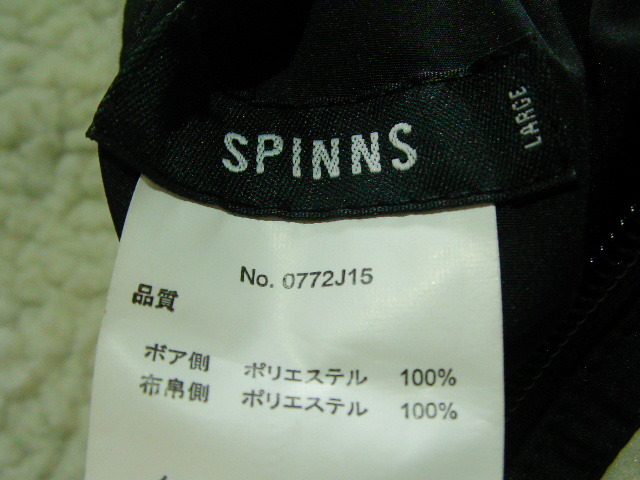 SPINNS
LARGE
No. 0772J15
品質
ボア側 ポリエステル 100%
布帛側 ポリエステル 100%